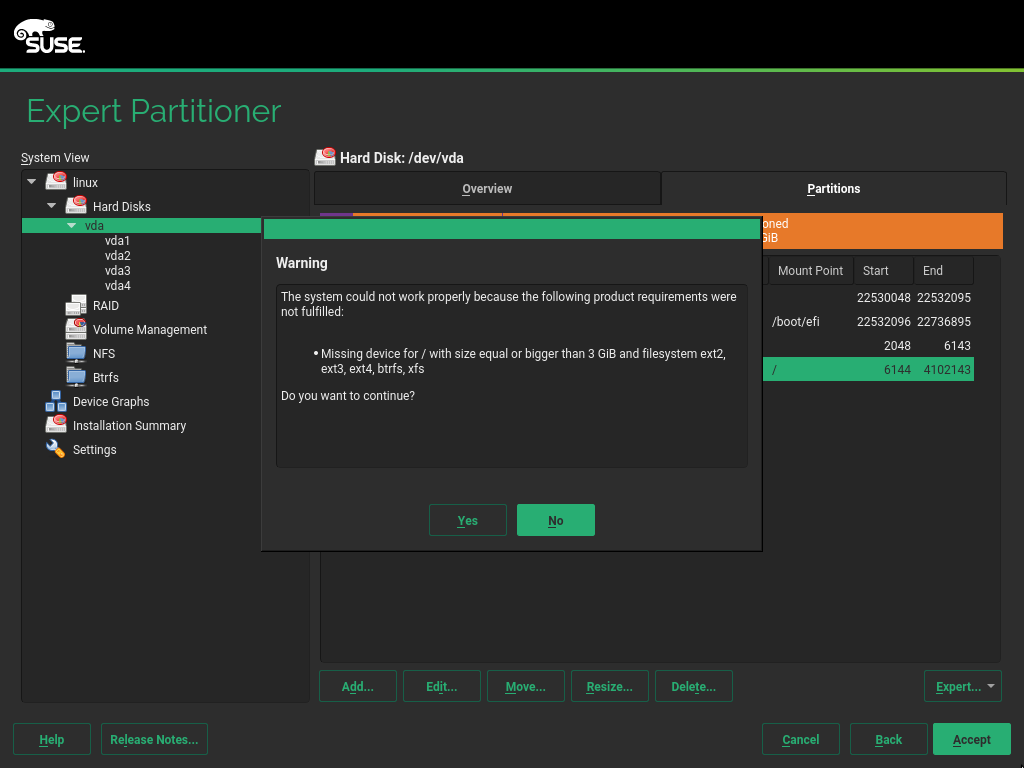 SUSE
Expert Partitioner
System View
linux
Hard Disks
vda
vda1
vda2
vda3
vda4
RAID
Volume Management
NFS
Btrfs
Device Graphs
Installation Summary
Settings
Hard Disk: /dev/vda
Overview
Partitions
oned
GiB
Mount Point Start End
22530048 22532095
/boot/efi 22532096 22736895
2048 6143
/ 6144 4102143
Warning
The system could not work properly because the following product requirements were
not fulfilled:
• Missing device for / with size equal or bigger than 3 GiB and filesystem ext2,
ext3, ext4, btrfs, xfs
Do you want to continue?
Yes
No
Add...
Edit...
Move...
Resize...
Delete...
Expert...
Help
Release Notes...
Cancel
Back
Accept